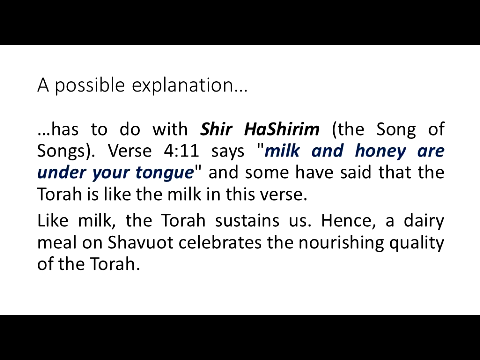 A possible explanation…
…has to do with Shir HaShirim (the Song of
Songs). Verse 4:11 says "milk and honey are
under your tongue" and some have said that the
Torah is like the milk in this verse.
Like milk, the Torah sustains us. Hence, a dairy
meal on Shavuot celebrates the nourishing quality
of the Torah.